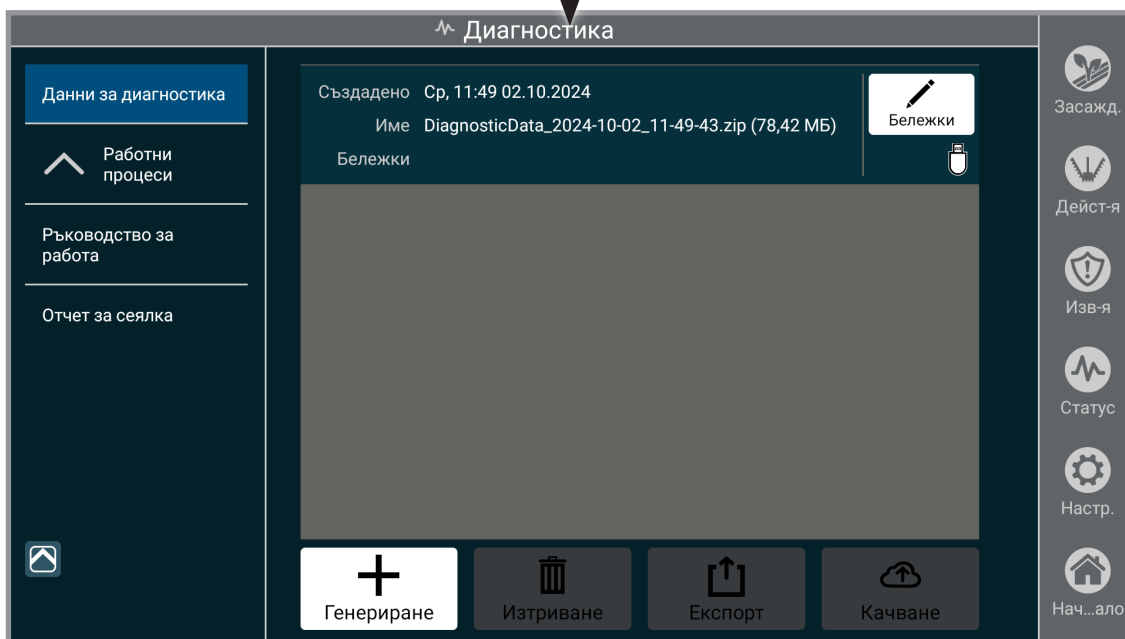 Диагностика
Данни за диагностика
Работни
процеси
Ръководство за
работа
Отчет за сеялка
Създадено Ср, 11:49 02.10.2024
Име DiagnosticData_2024-10-02_11-49-43.zip (78,42 МБ)
Бележки
Бележки
Генериране
Изтриване
Експорт
Качване
Засажд.
Дейст-я
Изв-я
Статус
Настр.
Нач...ало